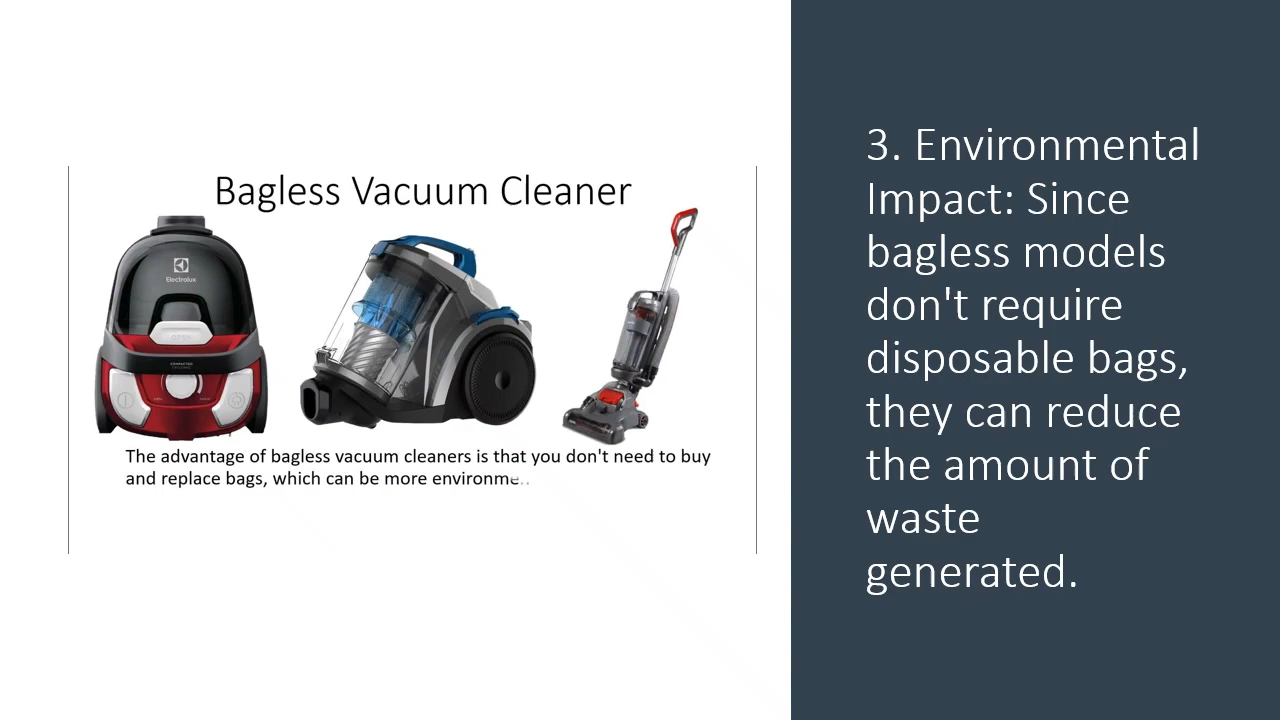 Bagless Vacuum Cleaner
Electrolux
The advantage of bagless vacuum cleaners is that you don't need to buy
and replace bags, which can be more environme..
3. Environmental
Impact: Since
bagless models
don't require
disposable bags,
they can reduce
the amount of
waste
generated.